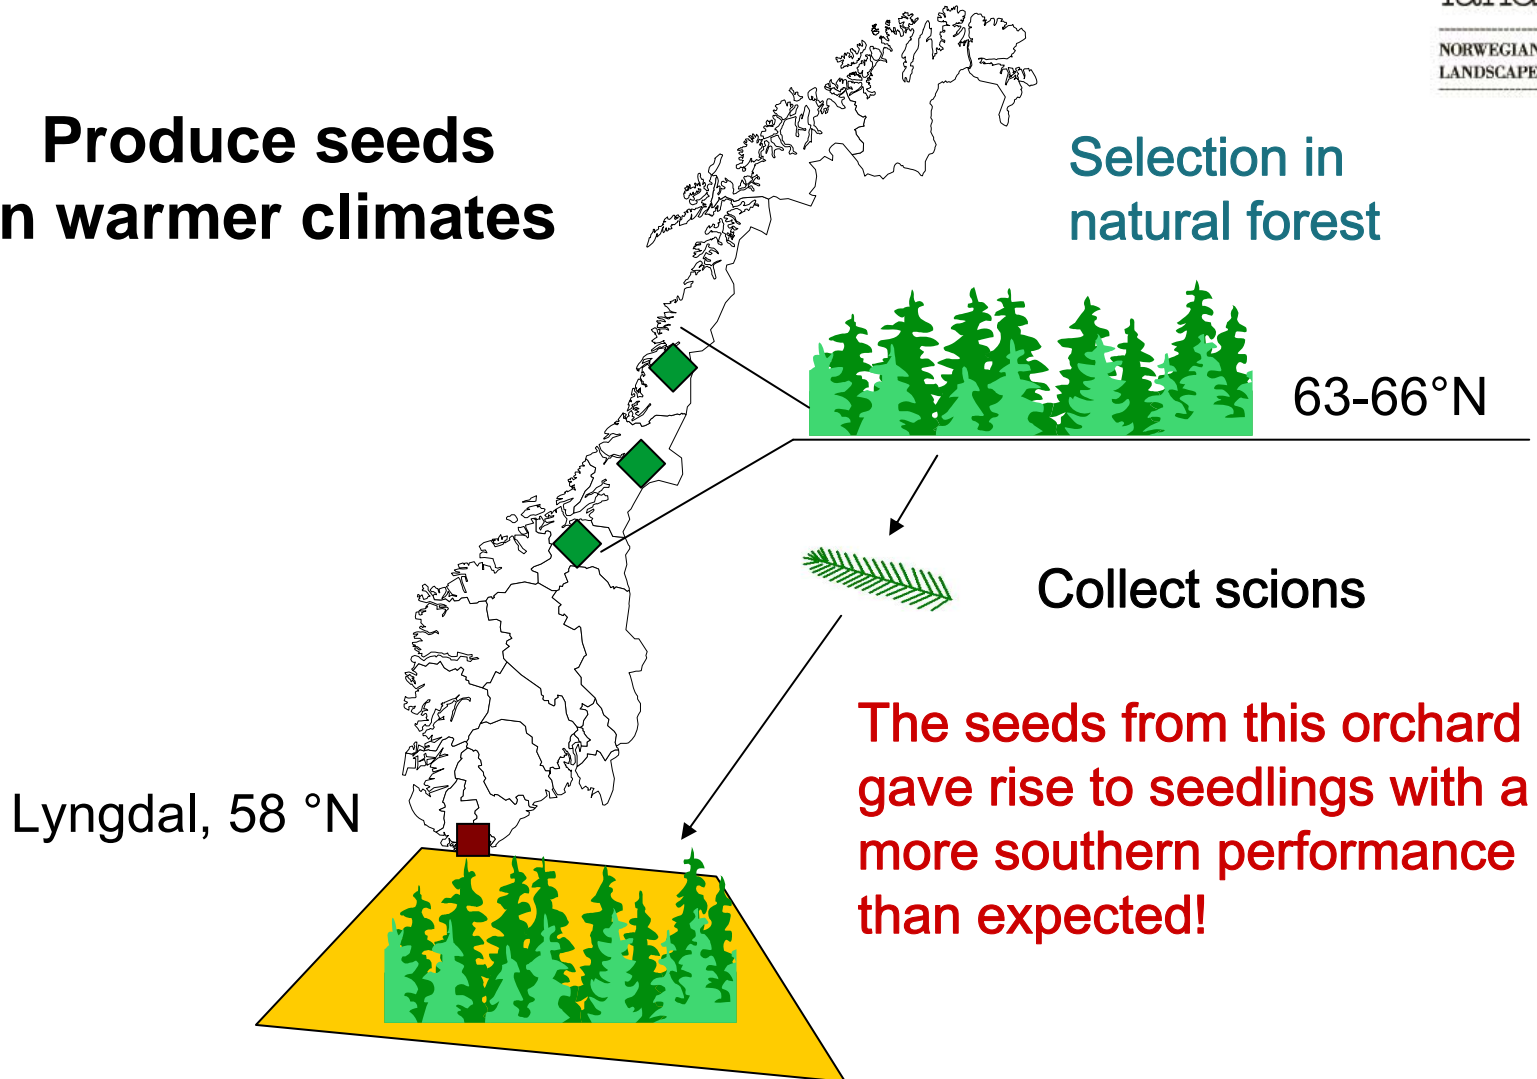 NORWEGIAN
LANDSCAPE
Produce seeds
n warmer climates
Selection in
natural forest
63-66°N
Collect scions
The seeds from this orchard
gave rise to seedlings with a
more southern performance
than expected!
Lyngdal, 58 °N